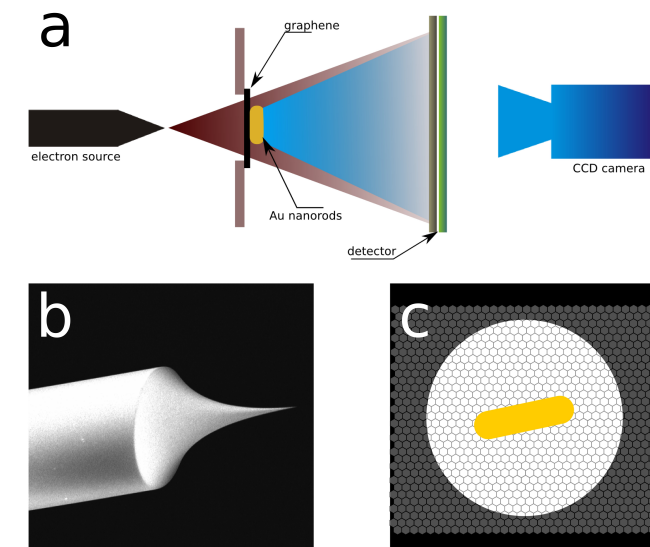 a
graphene
electron source
CCD camera
Au nanorods
detector
b
c